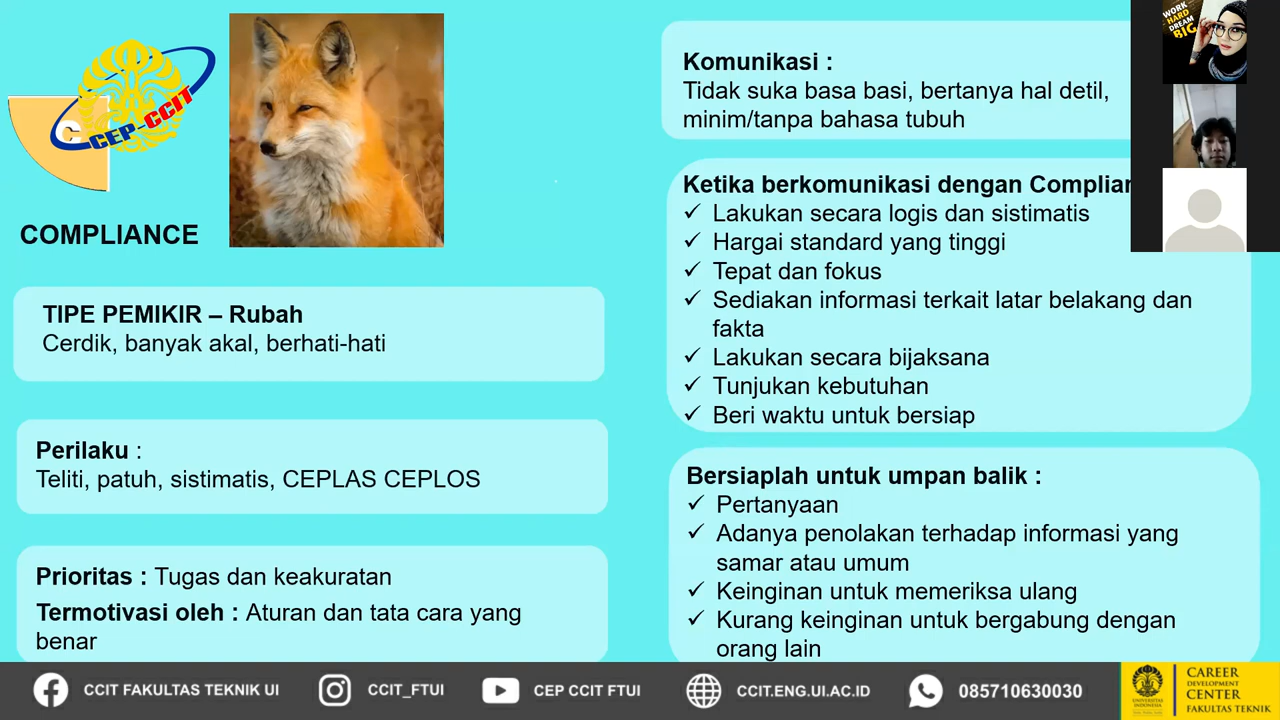 C
CEP-CCIT
COMPLIANCE
TIPE PEMIKIR – Rubah
Cerdik, banyak akal, berhati-hati
Perilaku :
Teliti, patuh, sistimatis, CEPLAS CEPLOS
Prioritas : Tugas dan keakuratan
Termotivasi oleh : Aturan dan tata cara yang
benar
Komunikasi :
Tidak suka basa basi, bertanya hal detil,
minim/tanpa bahasa tubuh
Ketika berkomunikasi dengan
✓ Lakukan secara logis dan sistimatis
✓ Hargai standard yang tinggi
✓ Tepat dan fokus
✓ Sediakan informasi terkait latar belakang dan
fakta
✓ Lakukan secara bijaksana
✓ Tunjukan kebutuhan
✓ Beri waktu untuk bersiap
Bersiaplah untuk umpan balik :
✓ Pertanyaan
✓ Adanya penolakan terhadap informasi yang
samar atau umum
✓ Keinginan untuk memeriksa ulang
✓ Kurang keinginan untuk bergabung dengan
orang lain
WORK
HARD
DREAM
BIG
CCIT FAKULTAS TEKNIK UI
CCIT_FTUI
CEP CCIT FTUI
CCIT.ENG.UI.AC.ID
085710630030
UNIVERSITAS
INDONESIA
CAREER
DEVELOPMENT
CENTER
FAKULTAS TEKNIK